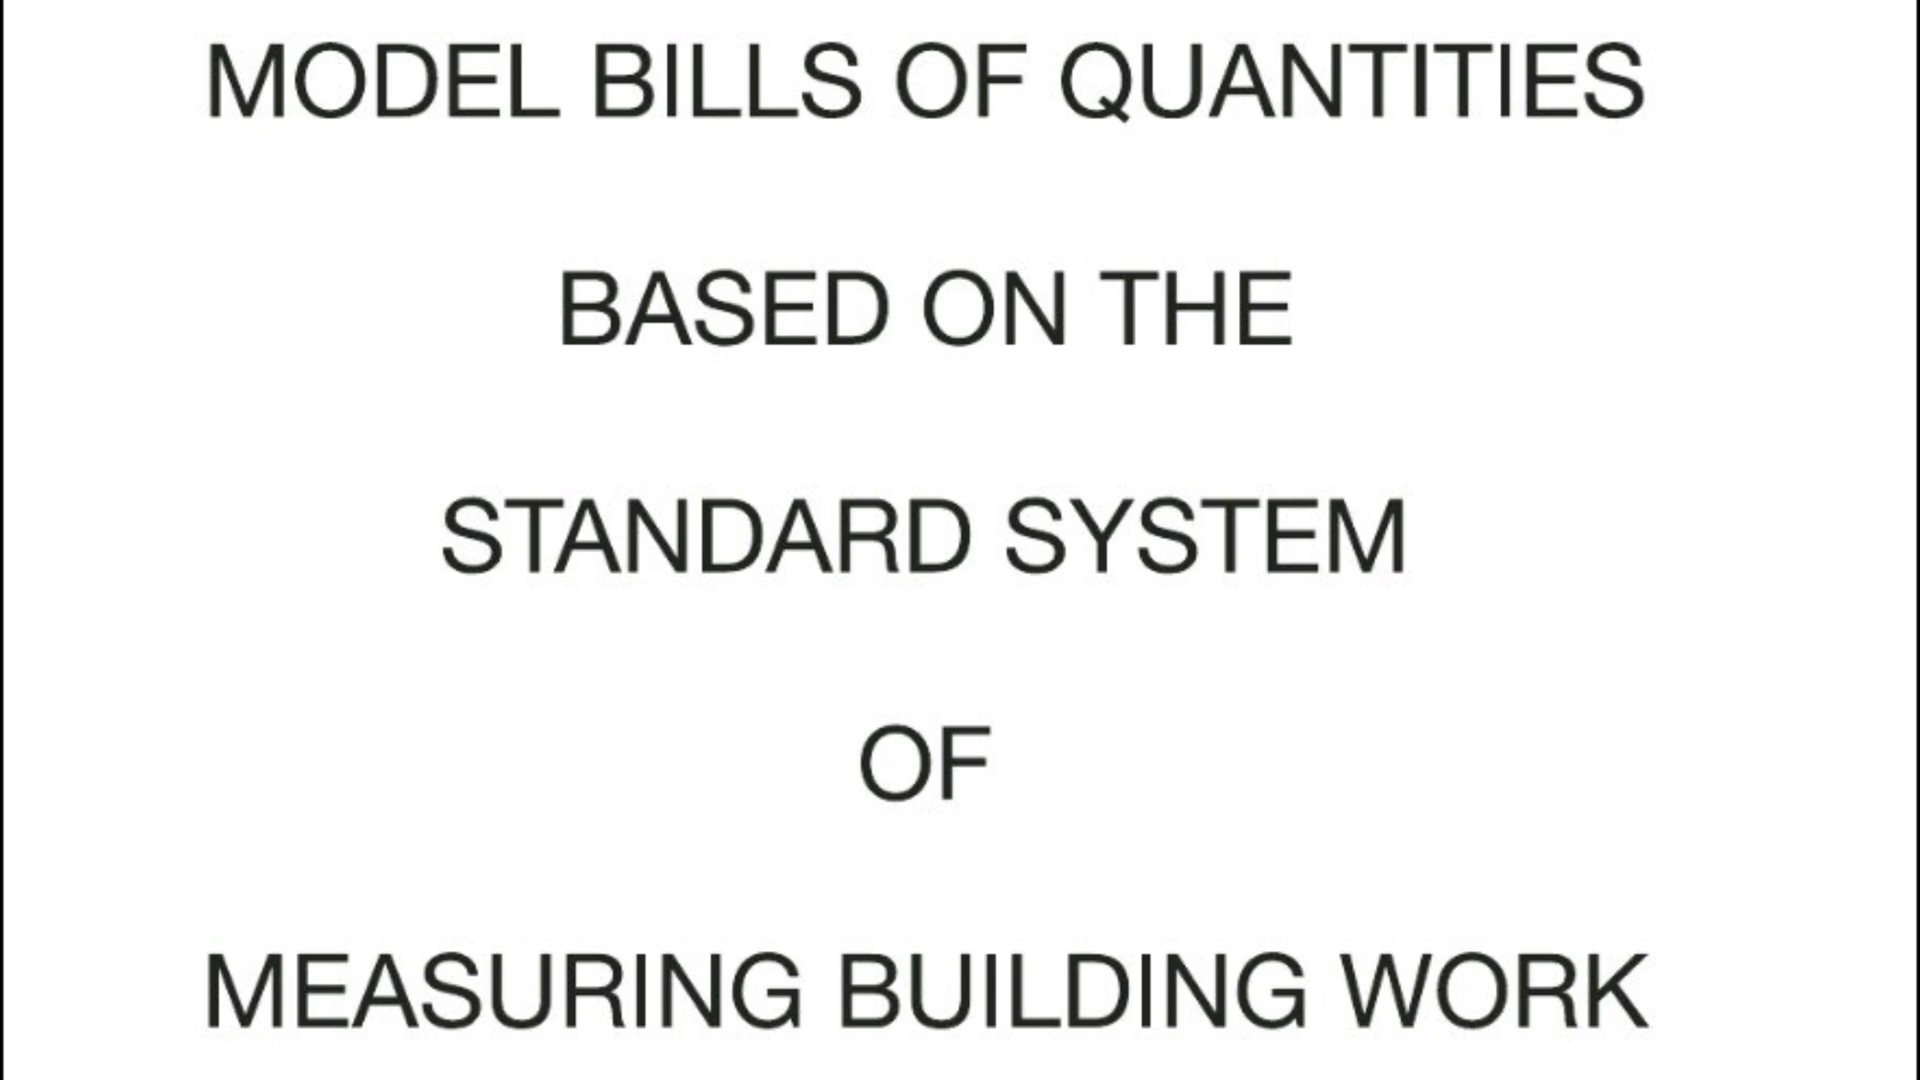 MODEL BILLS OF QUANTITIES
BASED ON THE
STANDARD SYSTEM
OF
MEASURING BUILDING WORK